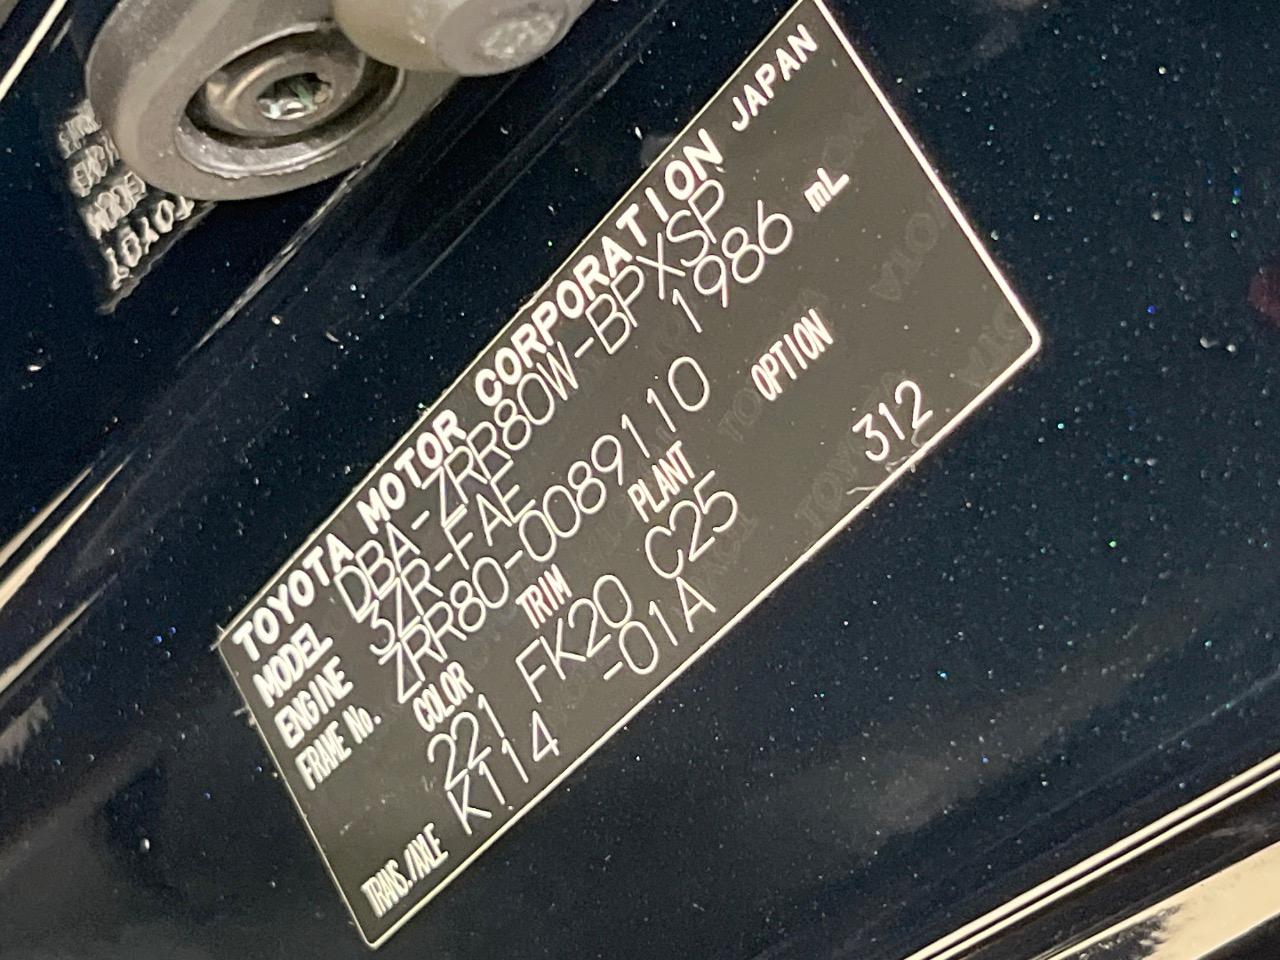 TOYOTA MOTOR CORPORATION JAPAN
MODEL DBA-ZRR80W-BPXSP
ENGINE 3ZR-FAE 1986 mL
FRAME No. ZRR80-0089110
COLOR TRIM PLANT OPTION
221 FK20 C25 312
TRANS./AXLE K114 -01A